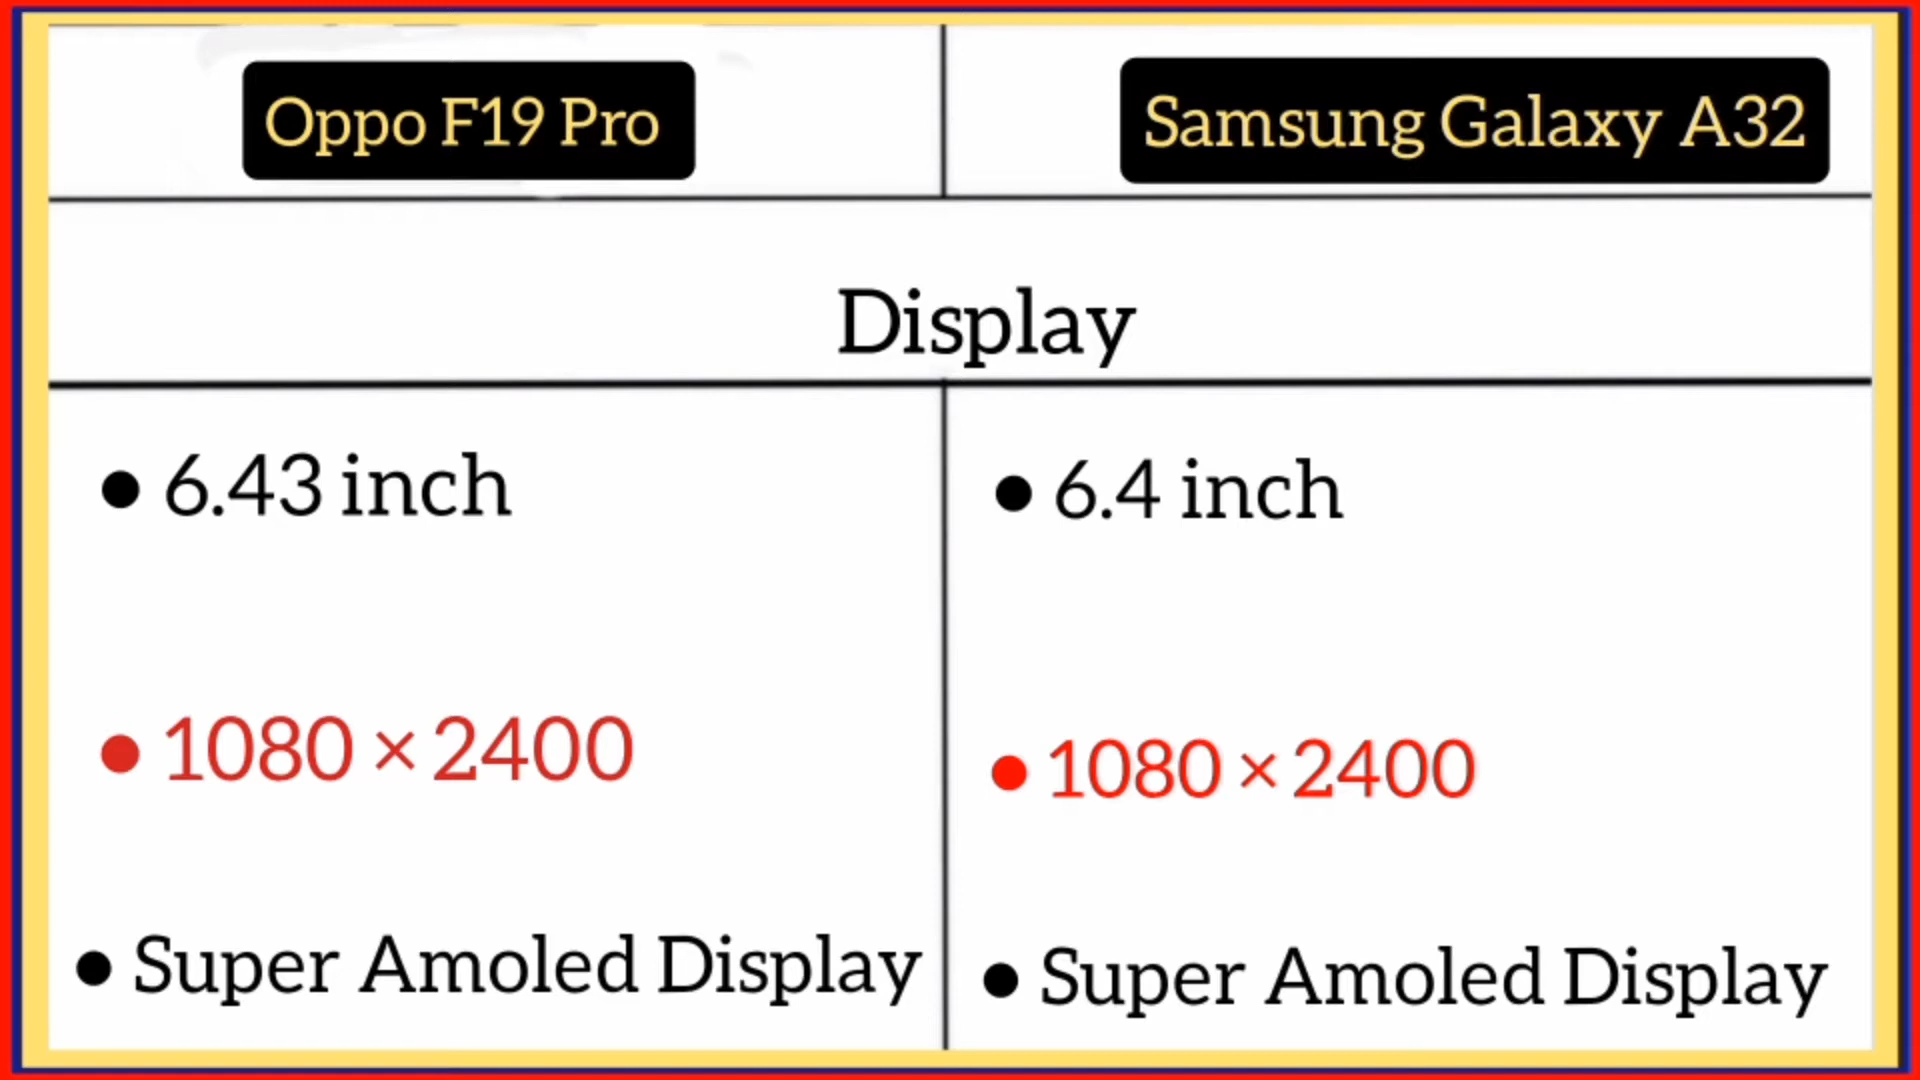 Oppo F19 Pro
Samsung Galaxy A32
Display
• 6.43 inch
• 6.4 inch
• 1080 × 2400
• 1080 × 2400
• Super Amoled Display
• Super Amoled Display